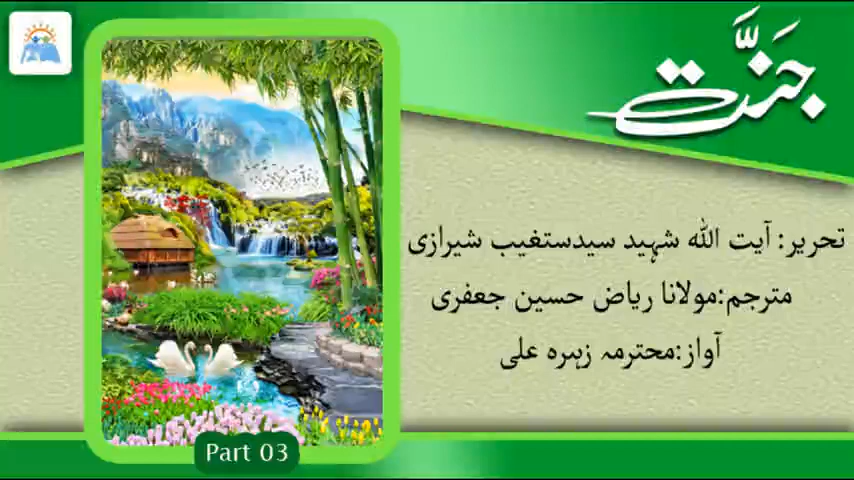 جنَّت
تحریر: آیت اللہ شہید سیدستغیب شیرازی
مترجم:مولانا ریاض حسین جعفری
آواز:محترمہ زہرہ علی
Part 03